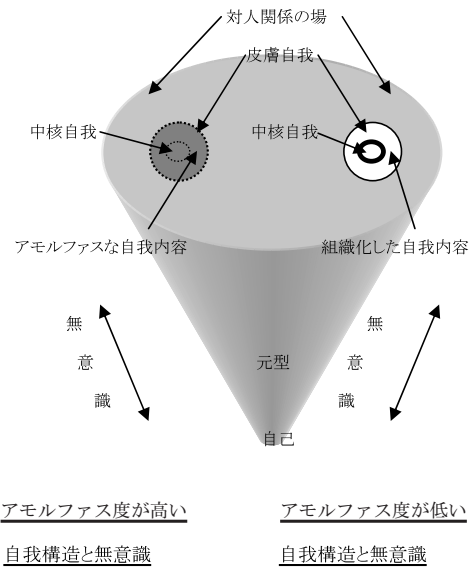 対人関係の場
皮膚自我
中核自我
中核自我
アモルファスな自我内容
組織化した自我内容
無意識
無意識
元型
自己
アモルファス度が高い
自我構造と無意識
アモルファス度が低い
自我構造と無意識